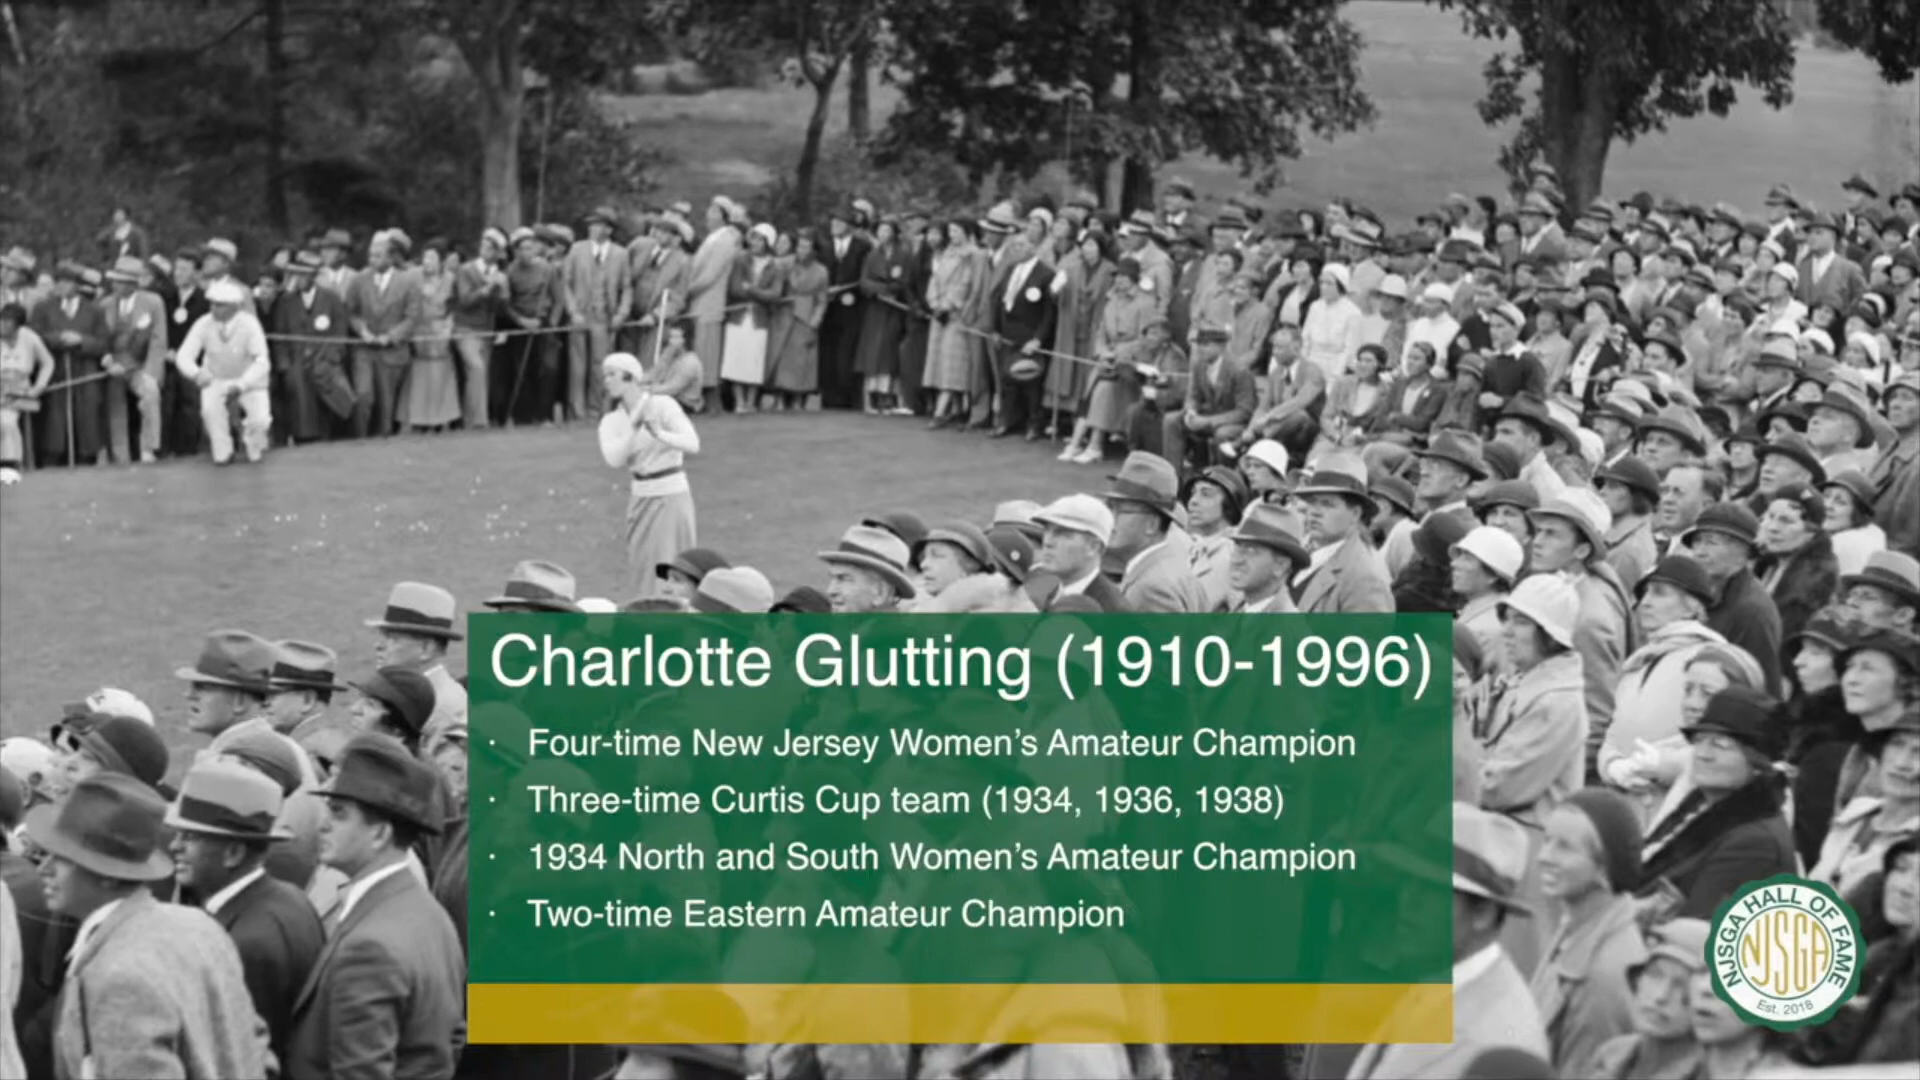 Charlotte Glutting (1910-1996)
· Four-time New Jersey Women's Amateur Champion
· Three-time Curtis Cup team (1934, 1936, 1938)
· 1934 North and South Women's Amateur Champion
· Two-time Eastern Amateur Champion
NJSGA HALL OF FAME
NJSGA
Est. 2018